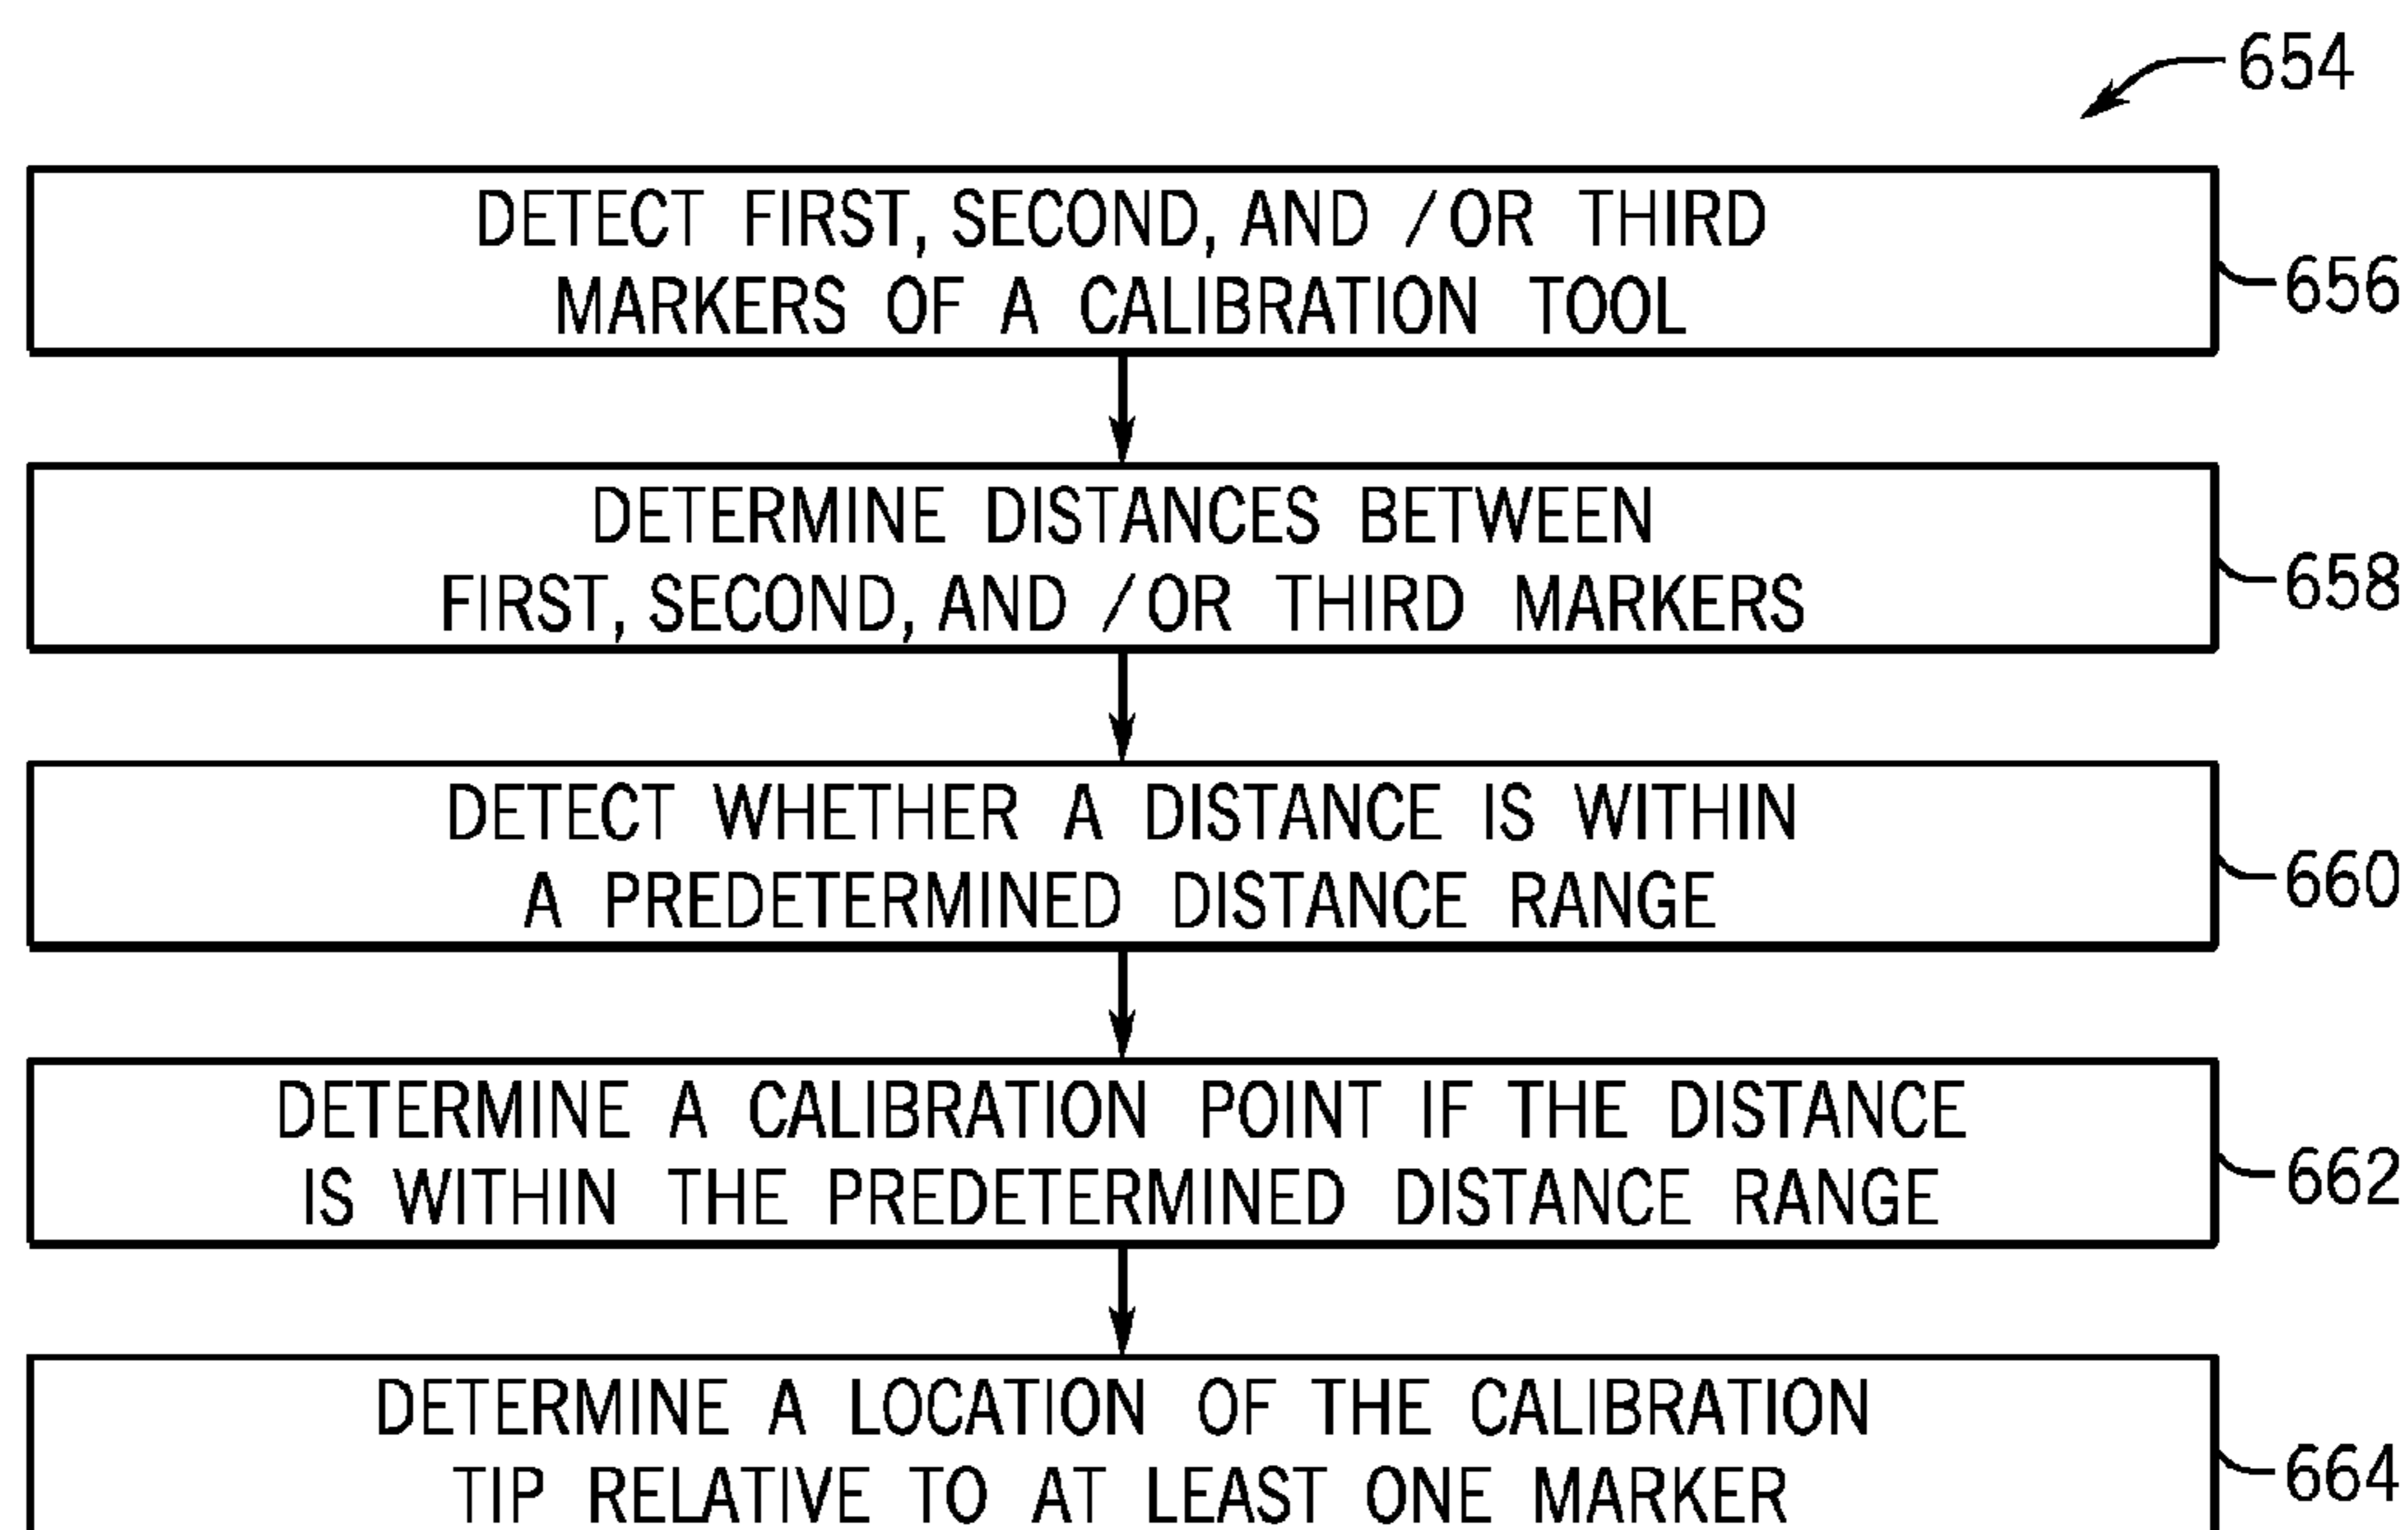 654
DETECT FIRST, SECOND, AND /OR THIRD
MARKERS OF A CALIBRATION TOOL
656
DETERMINE DISTANCES BETWEEN
FIRST, SECOND, AND /OR THIRD MARKERS
658
DETECT WHETHER A DISTANCE IS WITHIN
A PREDETERMINED DISTANCE RANGE
660
DETERMINE A CALIBRATION POINT IF THE DISTANCE
IS WITHIN THE PREDETERMINED DISTANCE RANGE
662
DETERMINE A LOCATION OF THE CALIBRATION
TIP RELATIVE TO AT LEAST ONE MARKER
664